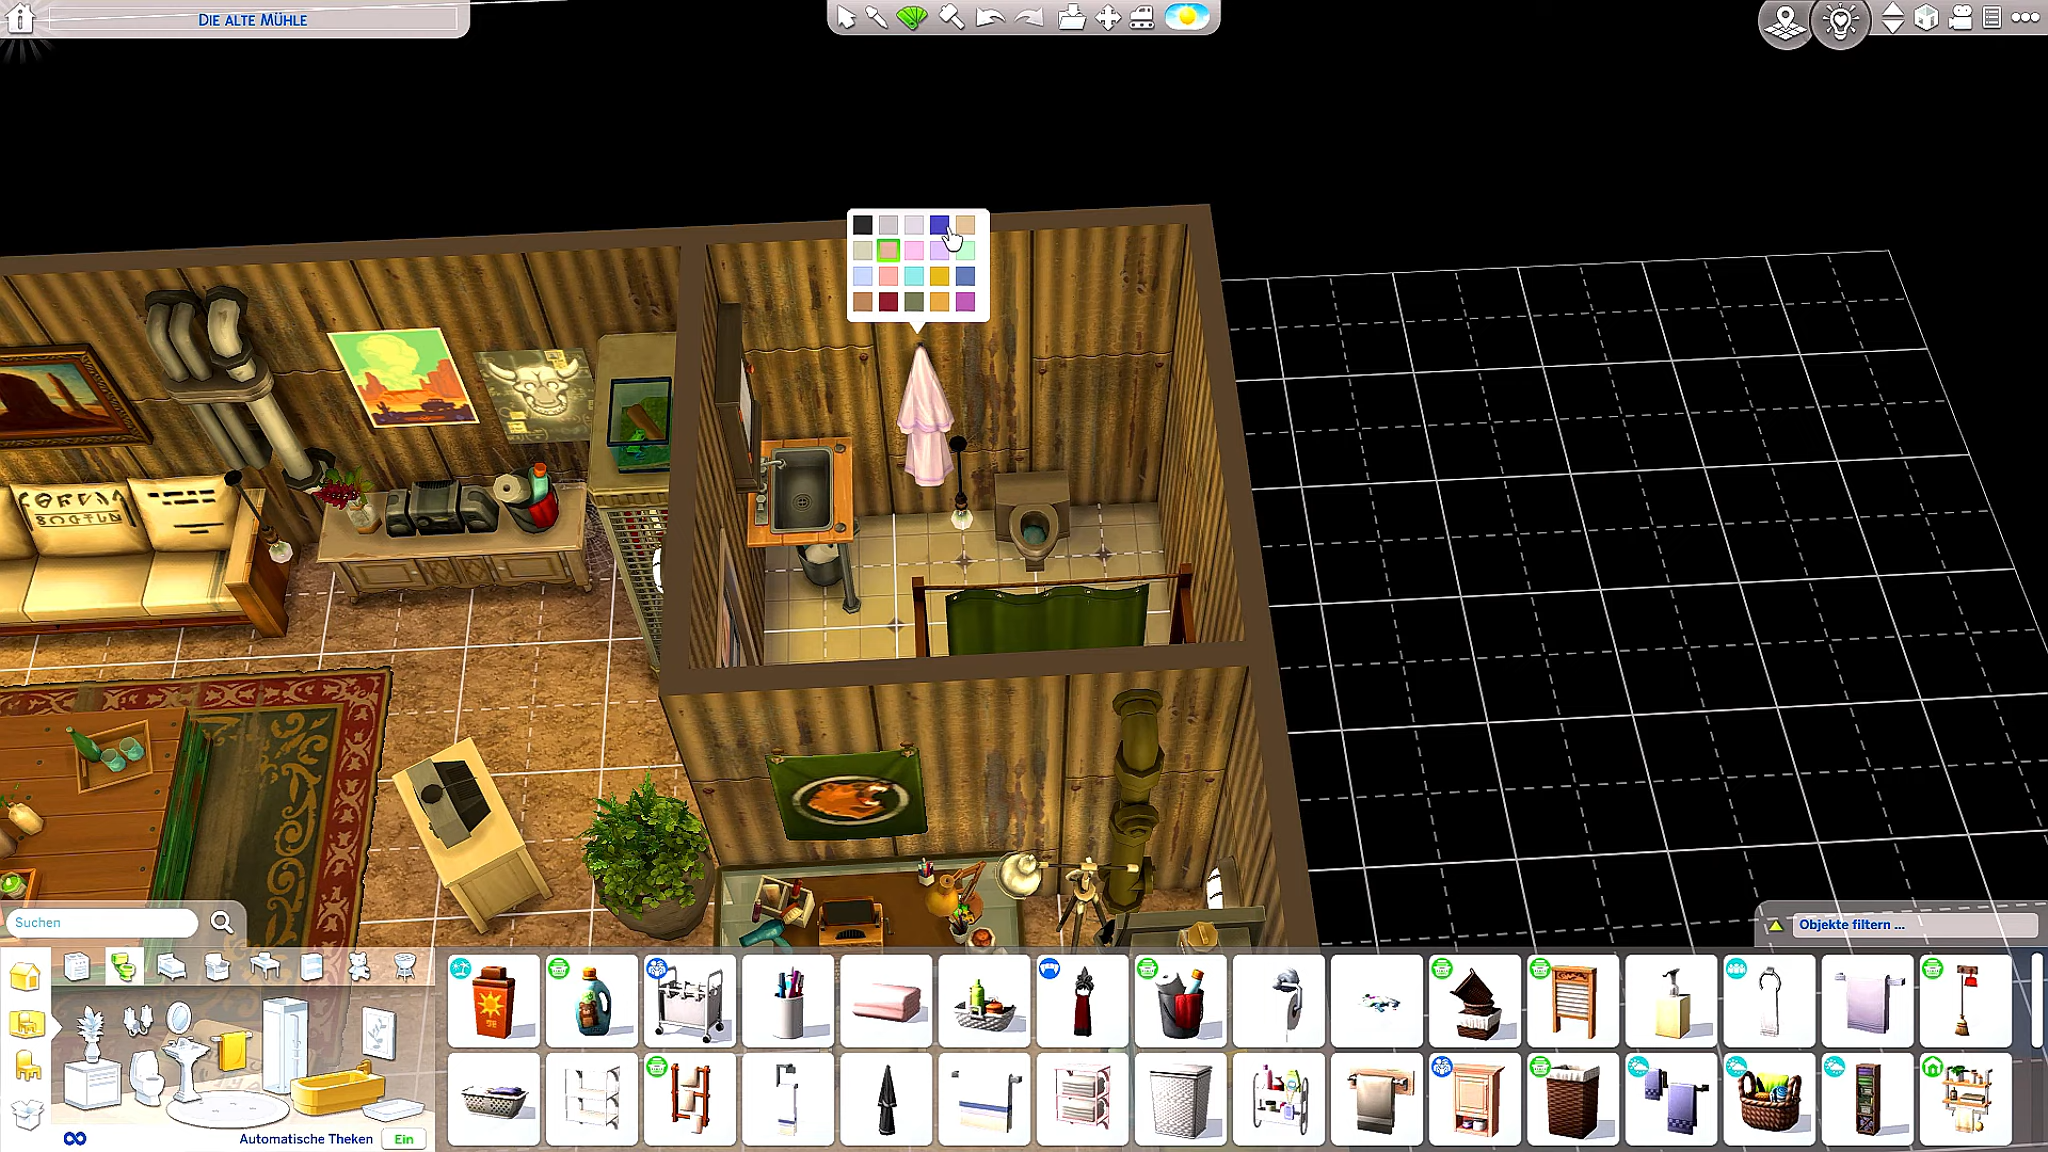 Die alte Mühle
Suchen
Objekte filtern ...
Automatische Theken
Ein